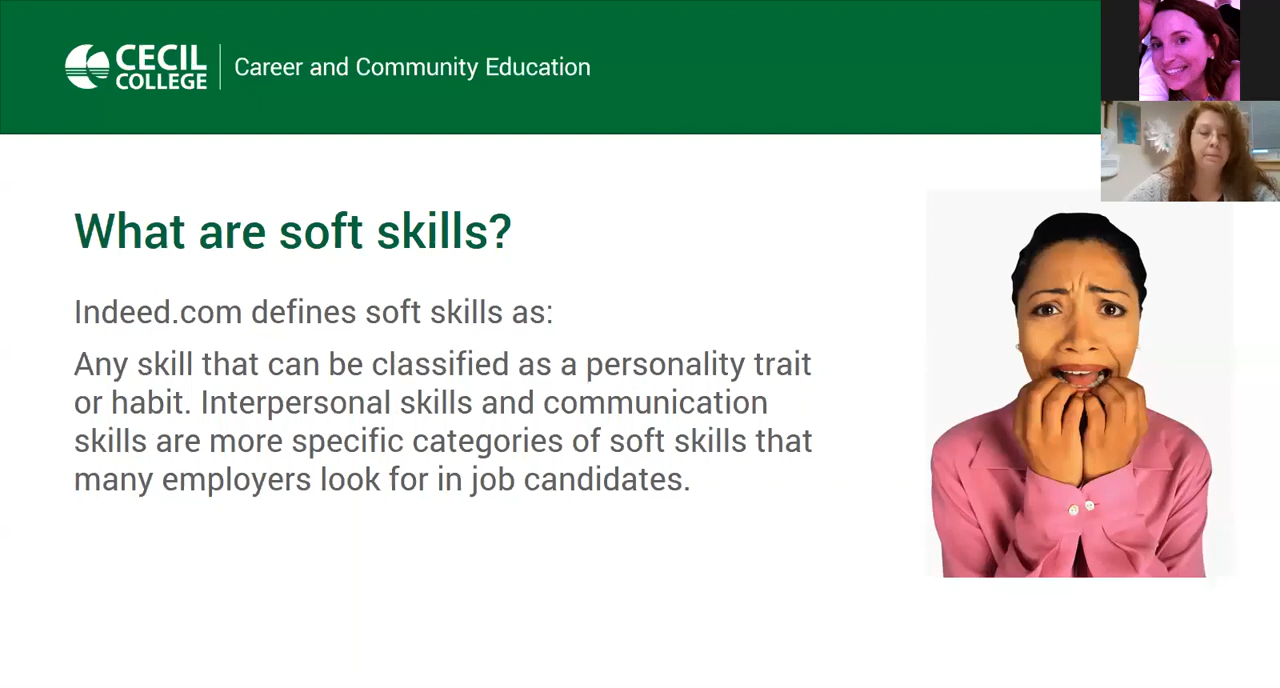 CECIL
COLLEGE
Career and Community Education
What are soft skills?
Indeed.com defines soft skills as:
Any skill that can be classified as a personality trait
or habit. Interpersonal skills and communication
skills are more specific categories of soft skills that
many employers look for in job candidates.